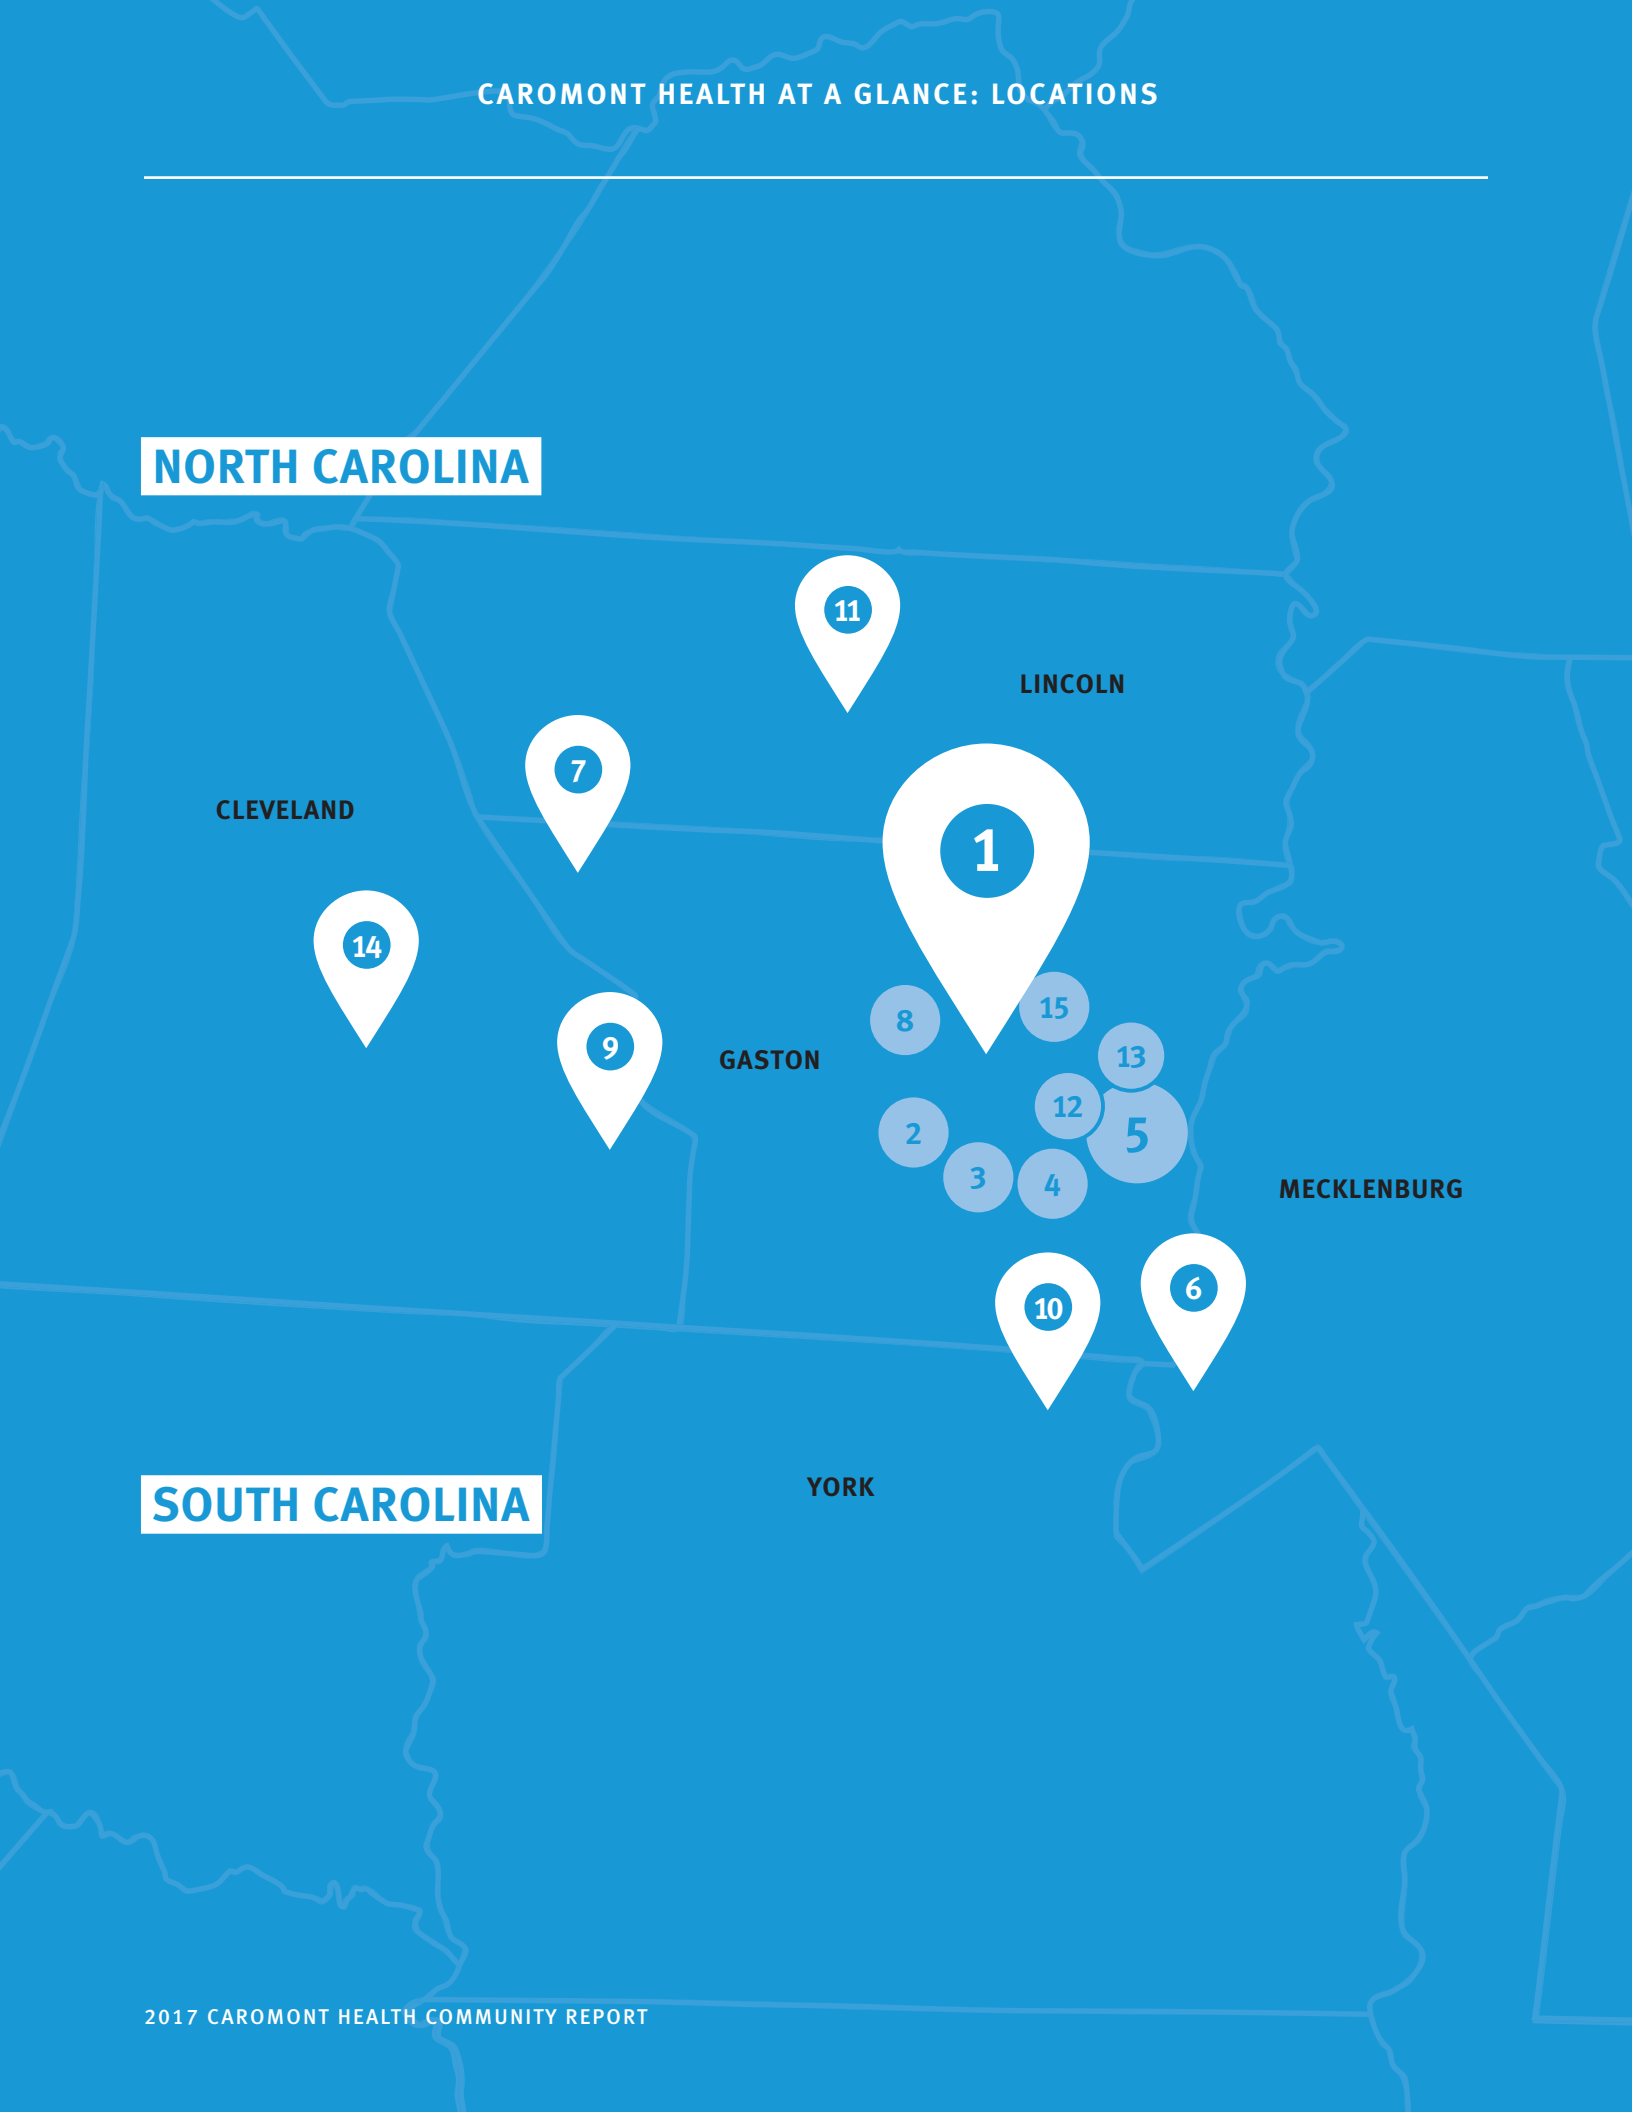 CAROMONT HEALTH AT A GLANCE: LOCATIONS
NORTH CAROLINA
11
LINCOLN
7
CLEVELAND
1
14
8
15
9
GASTON
13
12
2
5
3
4
MECKLENBURG
10
6
YORK
SOUTH CAROLINA
2017 CAROMONT HEALTH COMMUNITY REPORT